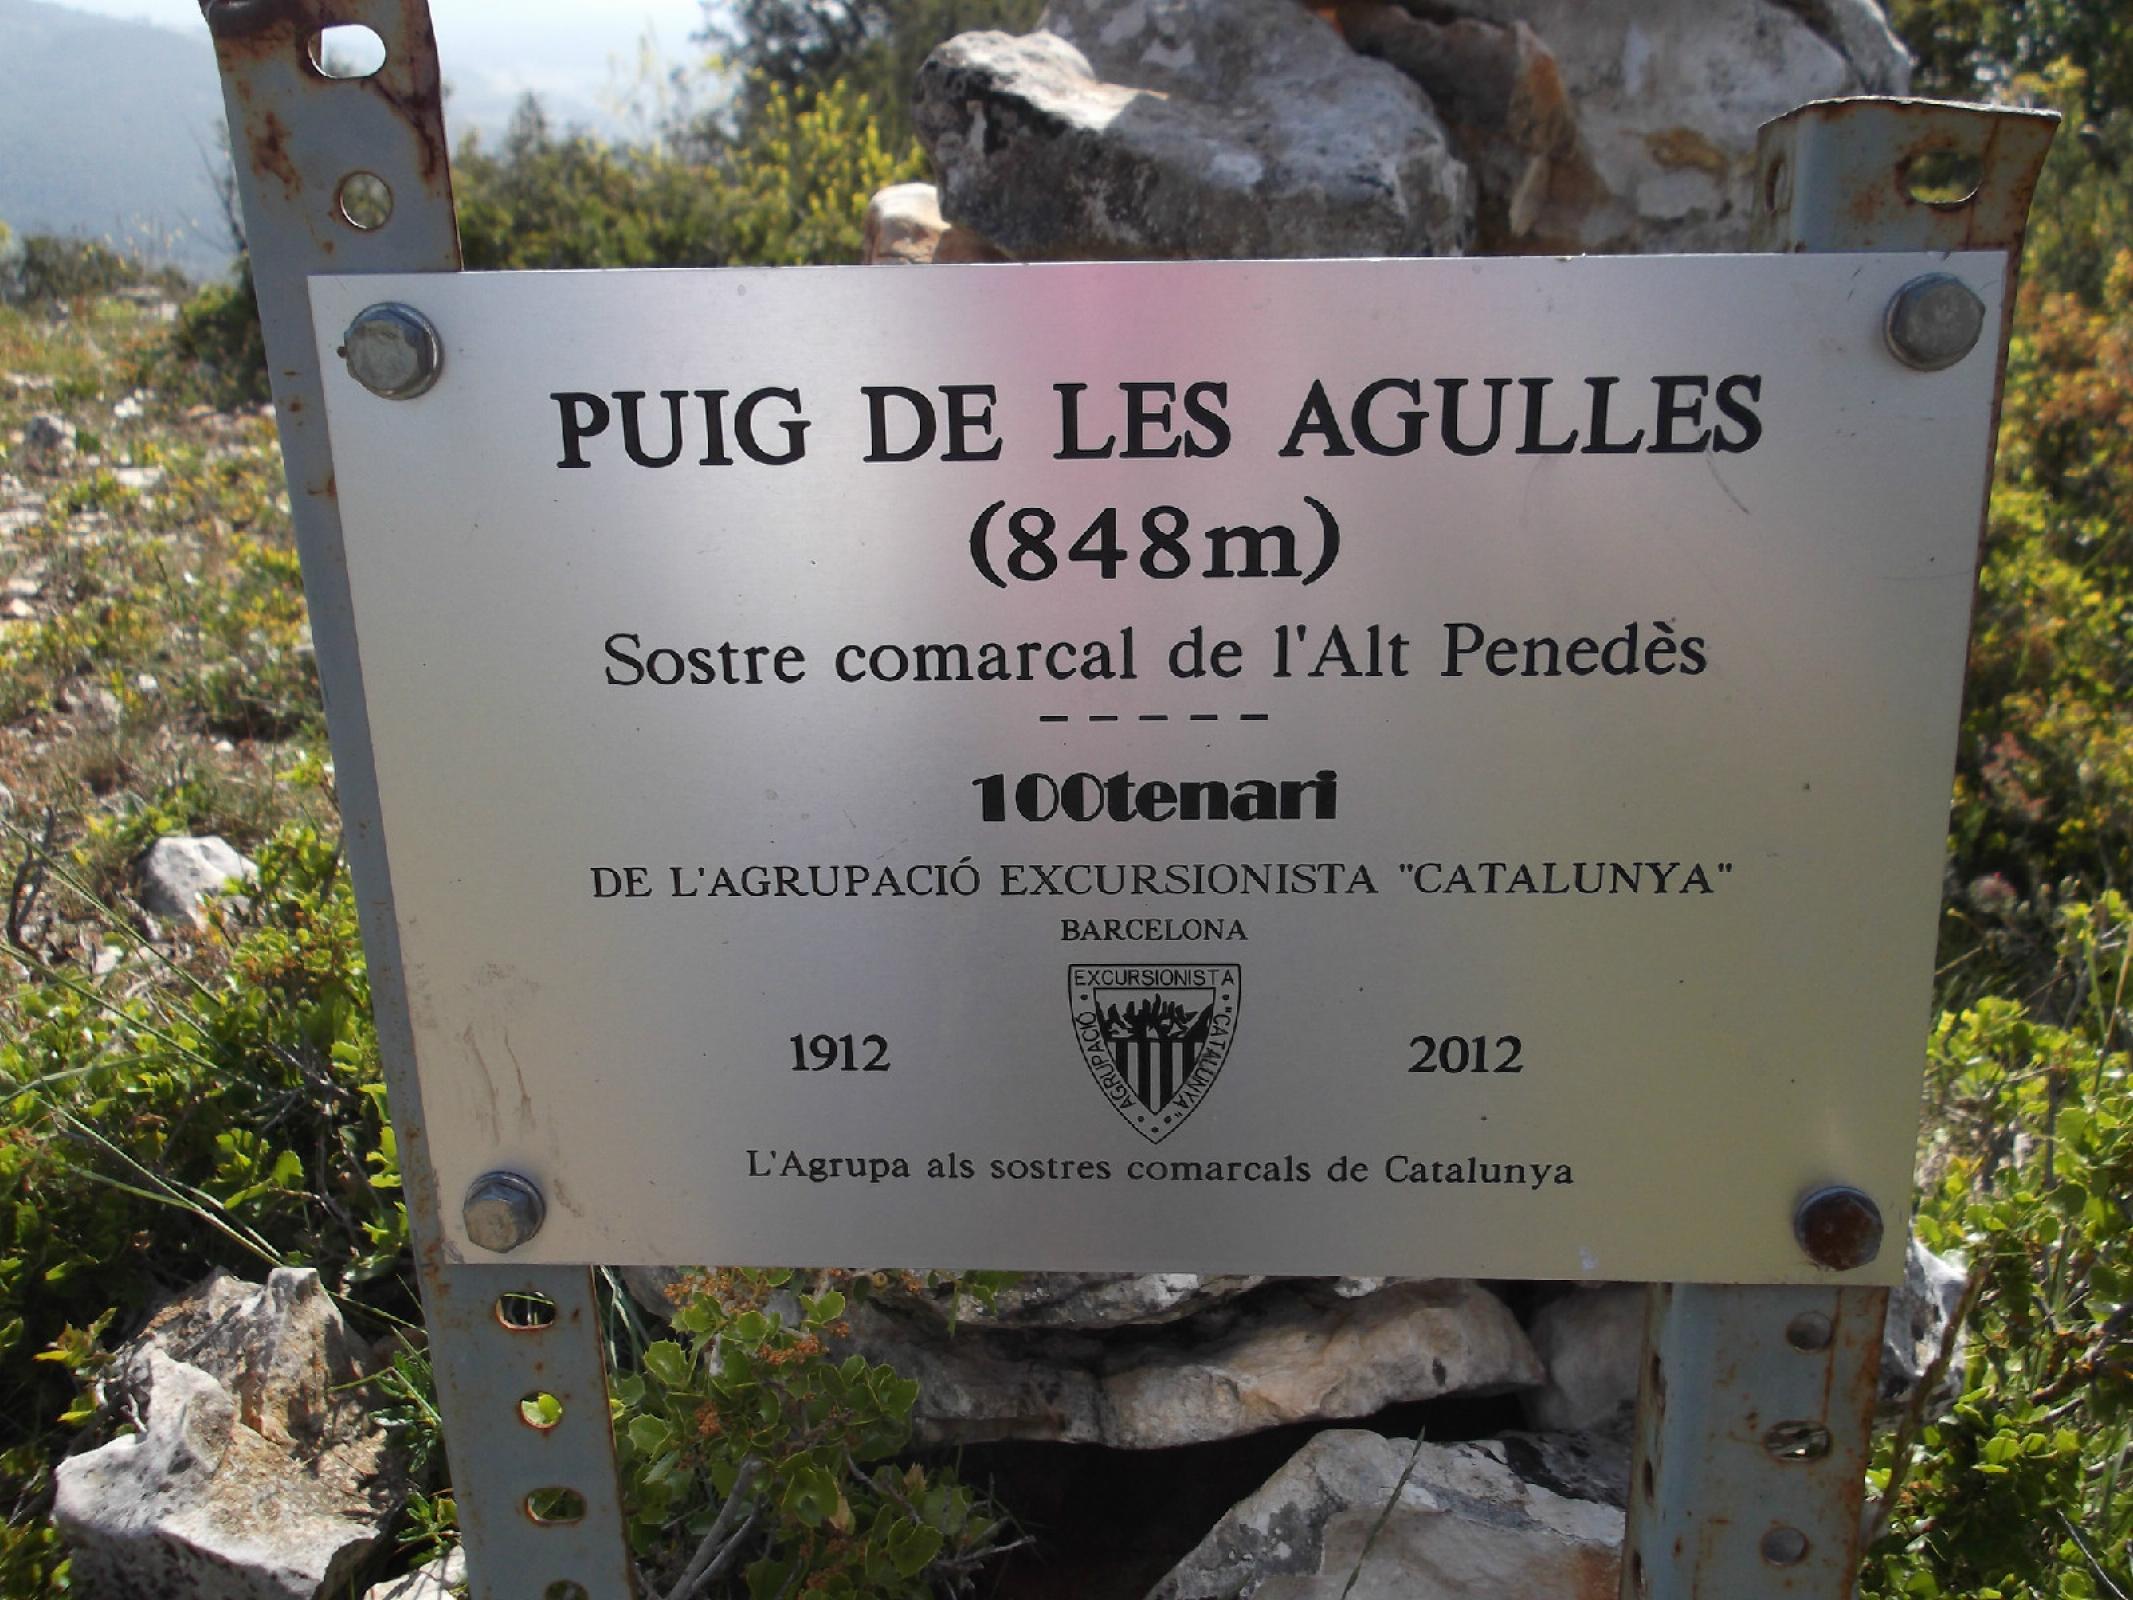 PUIG DE LES AGULLES
(848m)
Sostre comarcal de l'Alt Penedès
-----
100tenari
DE L'AGRUPACIÓ EXCURSIONISTA "CATALUNYA"
BARCELONA
EXCURSIONISTA
AGRUPACIÓ
"CATALUNYA"
1912
2012
L'Agrupa als sostres comarcals de Catalunya